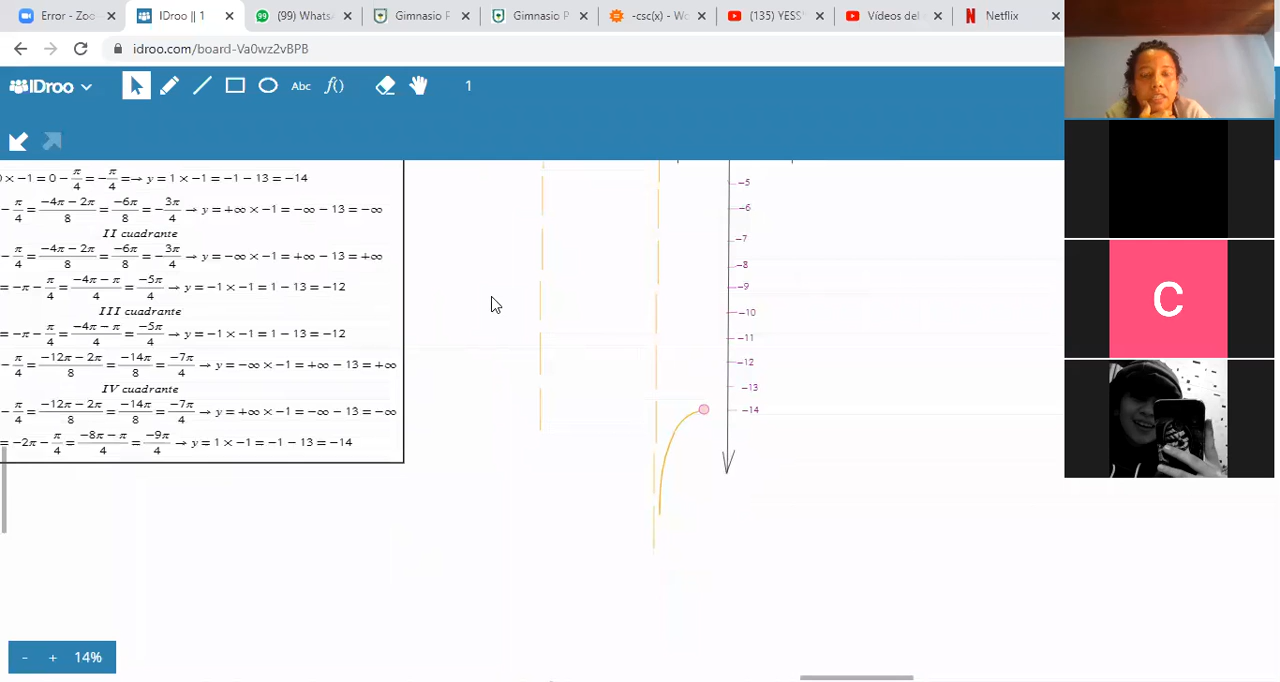 Error - Zoo
IDroo || 1
(99) Whats
Gimnasio F
Gimnasio P
-csc(x) - Wo
(135) YESS"
Vídeos del
Netflix
idroo.com/board-Va0wz2vBPB
IDroo
Abc
f()
1
0 × −1 = 0 − π/4 = −π/4 =→ y = 1 × −1 = −1 − 13 = −14
− π/4 = (−4π − 2π)/8 = −6π/8 = −3π/4 → y = +∞ × −1 = −∞ − 13 = −∞
II cuadrante
− π/4 = (−4π − 2π)/8 = −6π/8 = −3π/4 → y = −∞ × −1 = +∞ − 13 = +∞
= −π − π/4 = (−4π − π)/4 = −5π/4 → y = −1 × −1 = 1 − 13 = −12
III cuadrante
= −π − π/4 = (−4π − π)/4 = −5π/4 → y = −1 × −1 = 1 − 13 = −12
− π/4 = (−12π − 2π)/8 = −14π/8 = −7π/4 → y = −∞ × −1 = +∞ − 13 = +∞
IV cuadrante
− π/4 = (−12π − 2π)/8 = −14π/8 = −7π/4 → y = +∞ × −1 = −∞ − 13 = −∞
= −2π − π/4 = (−8π − π)/4 = −9π/4 → y = 1 × −1 = −1 − 13 = −14
−5
−6
−7
−8
−9
−10
−11
−12
−13
−14
C
- + 14%